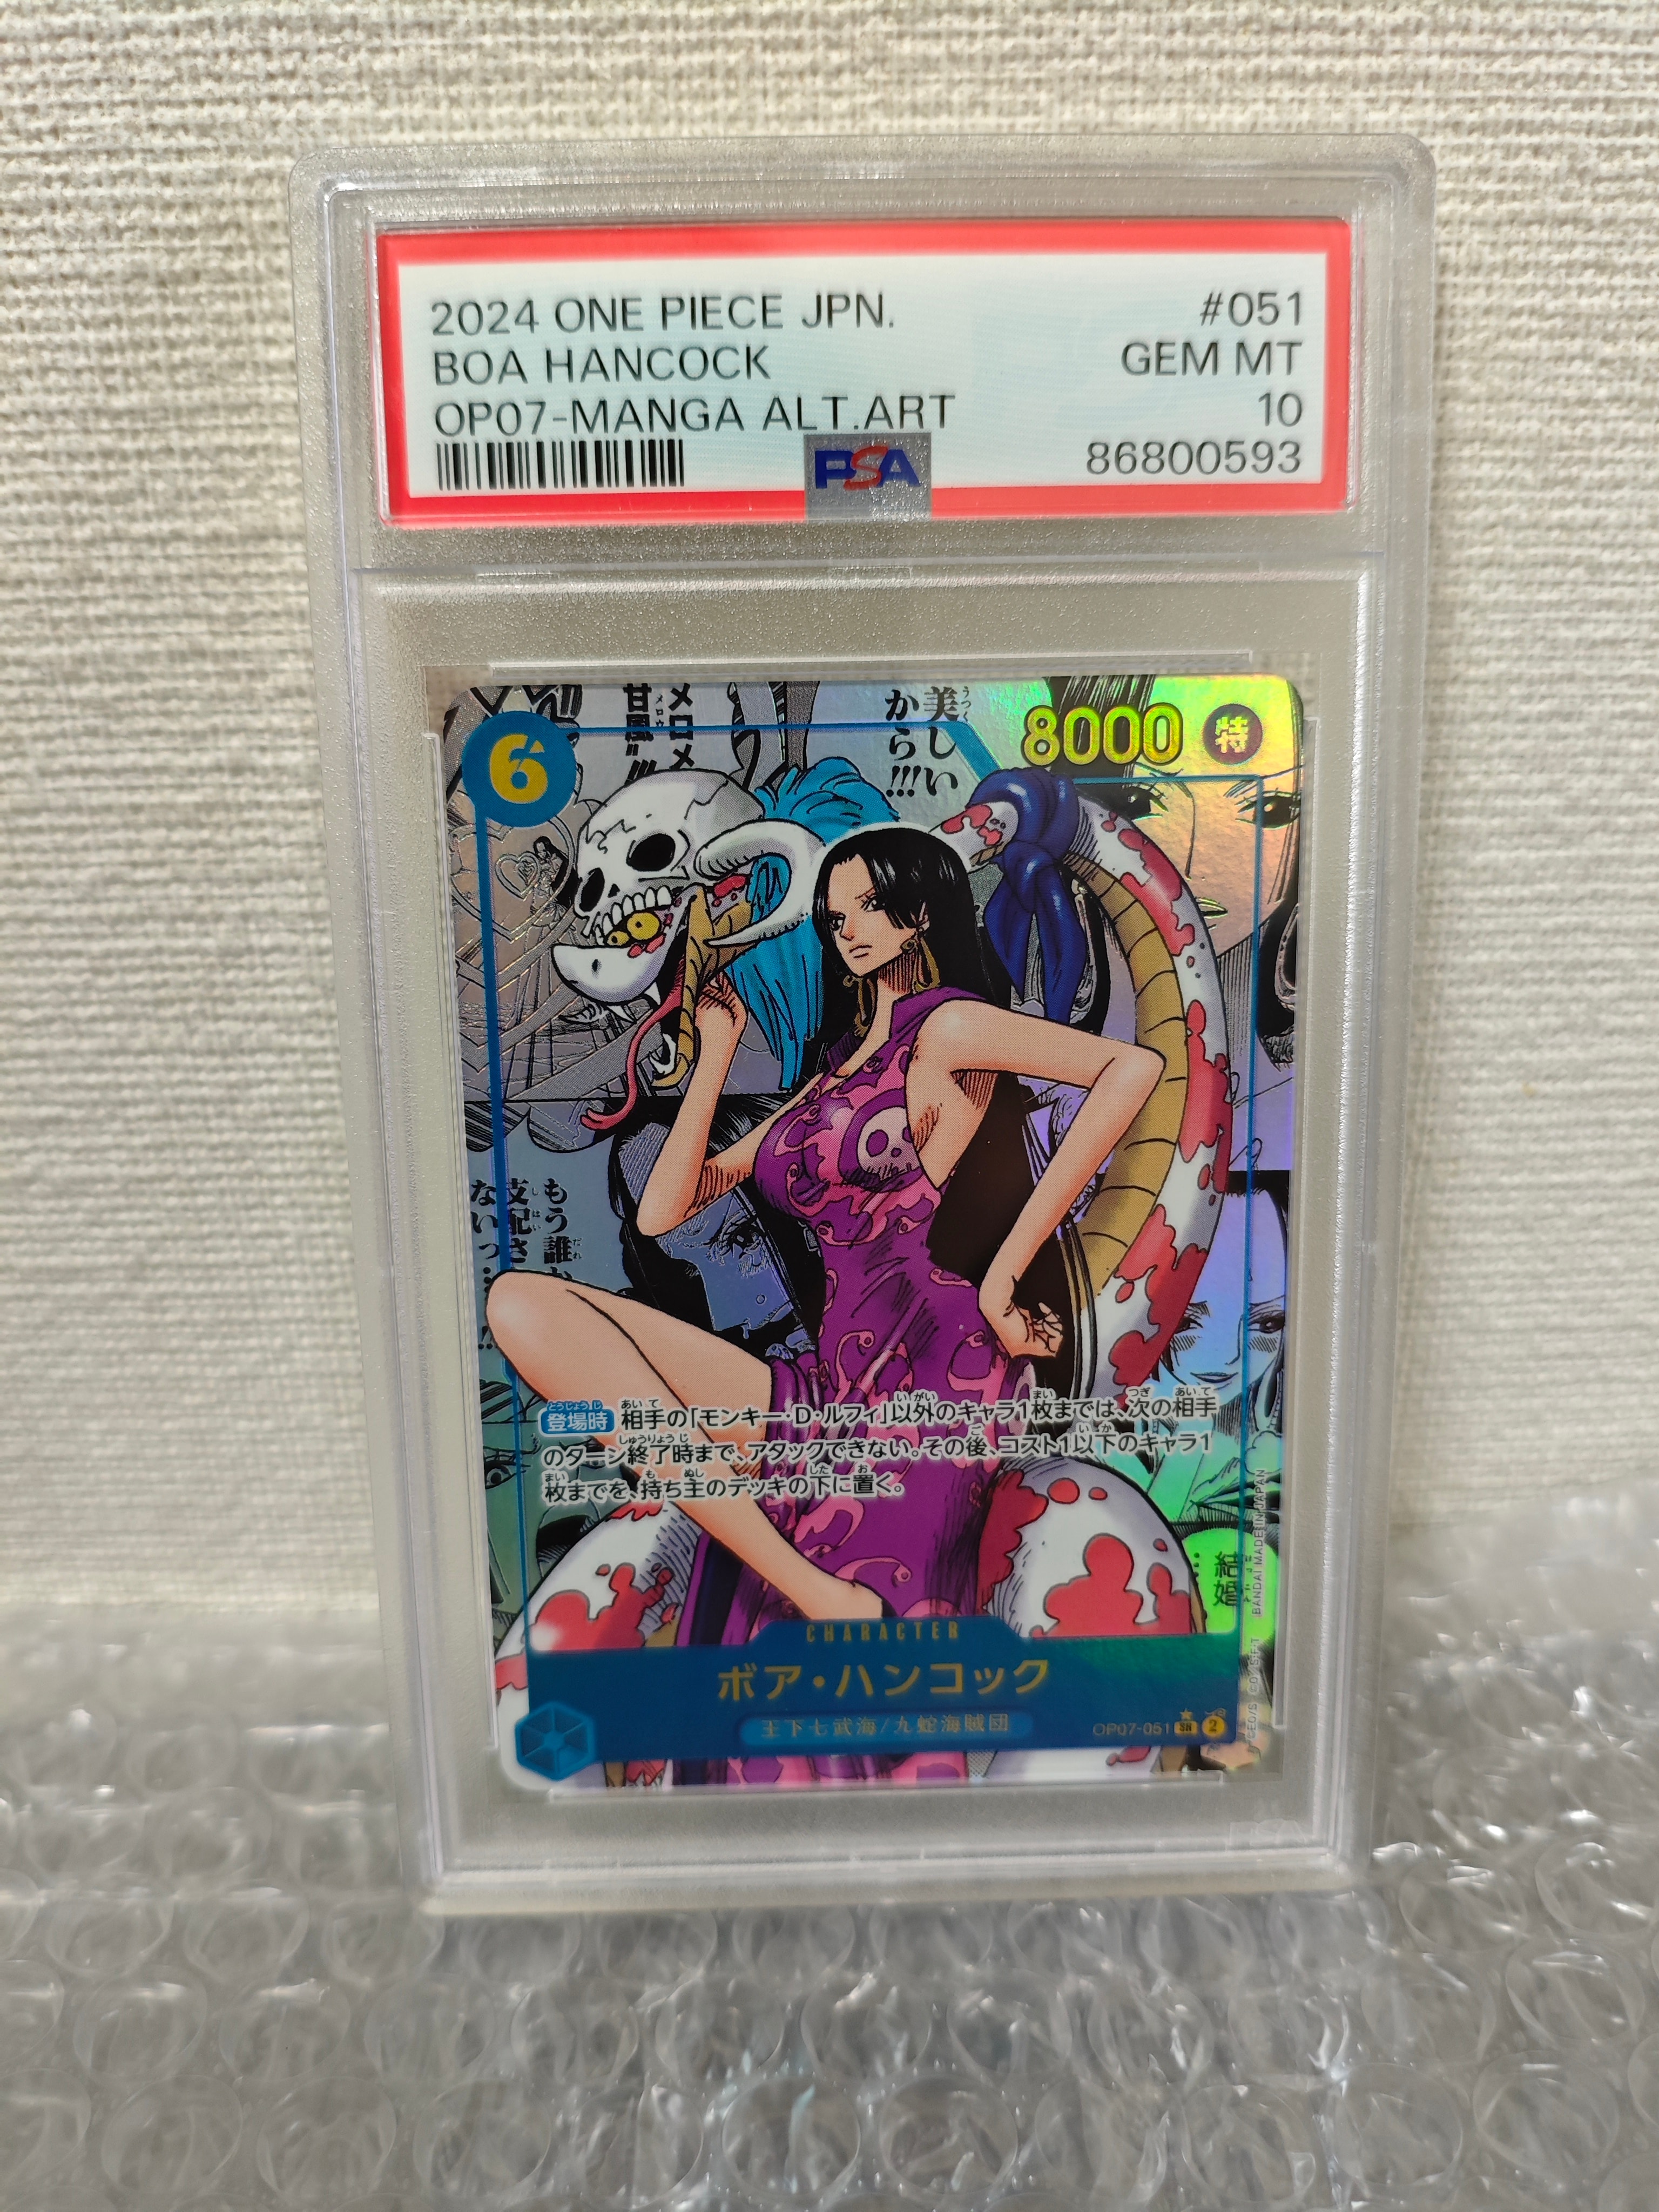 2024 ONE PIECE JPN. #051
BOA HANCOCK GEM MT
OP07-MANGA ALT.ART 10
PSA 86800593
メロメロ
甘風"!!!
美しい
から!!!
6
8000 特
もう誰
支配さ
ないっ…
登場時 相手の「モンキー・D・ルフィ」以外のキャラ1枚までは、次の相手
のターン終了時まで、アタックできない。その後、コスト1以下のキャラ1
枚までを、持ち主のデッキの下に置く。
結婚
BANDAI MADE IN JAPAN
CHARACTER
ボア・ハンコック
王下七武海/九蛇海賊団
OP07-051 SR 2